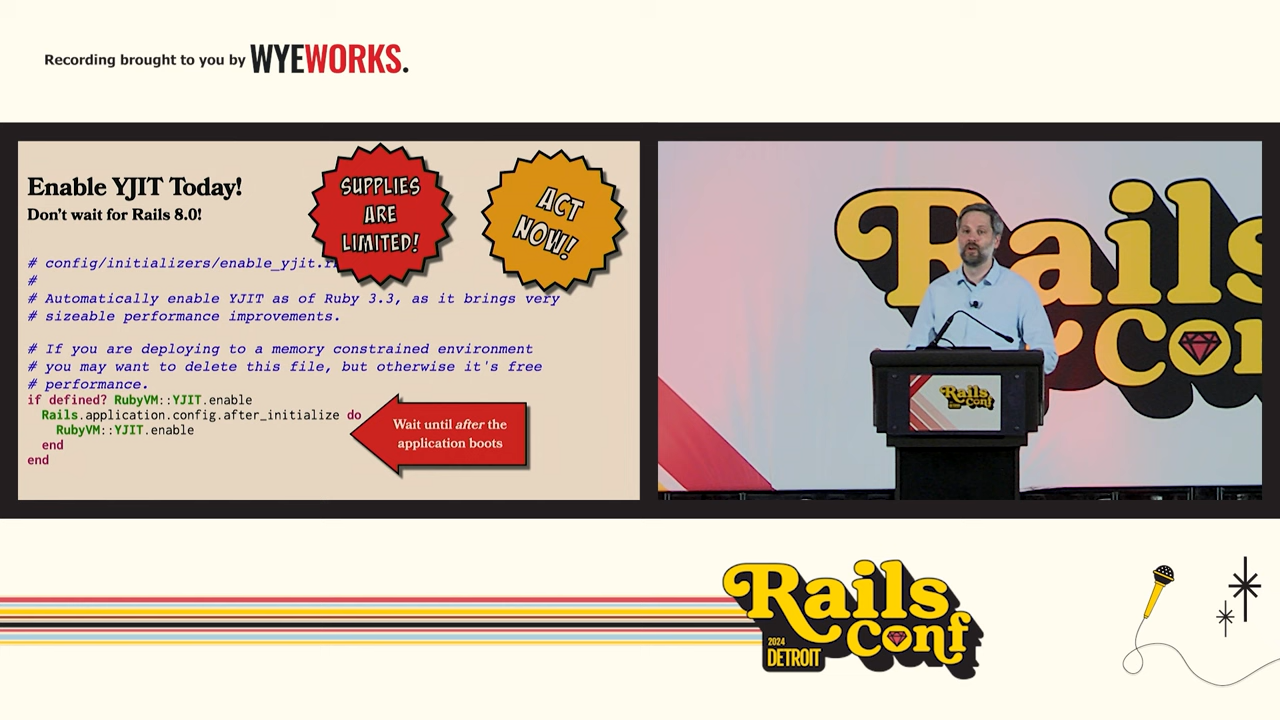 Recording brought to you by WYEWORKS.
Enable YJIT Today!
Don't wait for Rails 8.0!
SUPPLIES
ARE
LIMITED!
ACT
NOW!
# config/initializers/enable_yjit.r
#
# Automatically enable YJIT as of Ruby 3.3, as it brings very
# sizeable performance improvements.
# If you are deploying to a memory constrained environment
# you may want to delete this file, but otherwise it's free
# performance.
if defined? RubyVM::YJIT.enable
  Rails.application.config.after_initialize do
    RubyVM::YJIT.enable
  end
end
Wait until after the
application boots
Rails
Con
Rails
Conf
Rails
Conf
2024
DETROIT